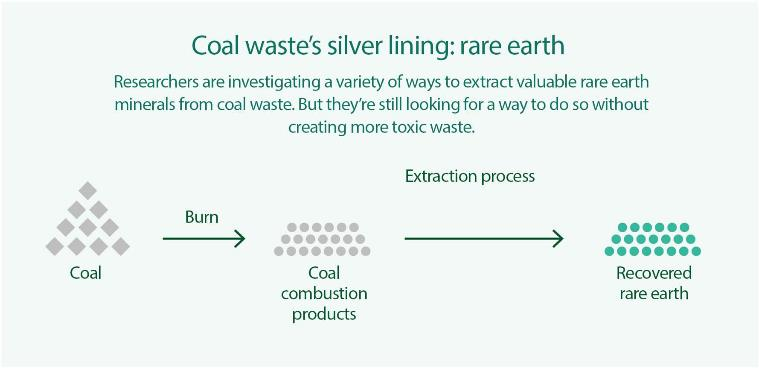 Coal waste's silver lining: rare earth
Researchers are investigating a variety of ways to extract valuable rare earth
minerals from coal waste. But they're still looking for a way to do so without
creating more toxic waste.
Extraction process
Burn
Coal
Coal
combustion
products
Recovered
rare earth